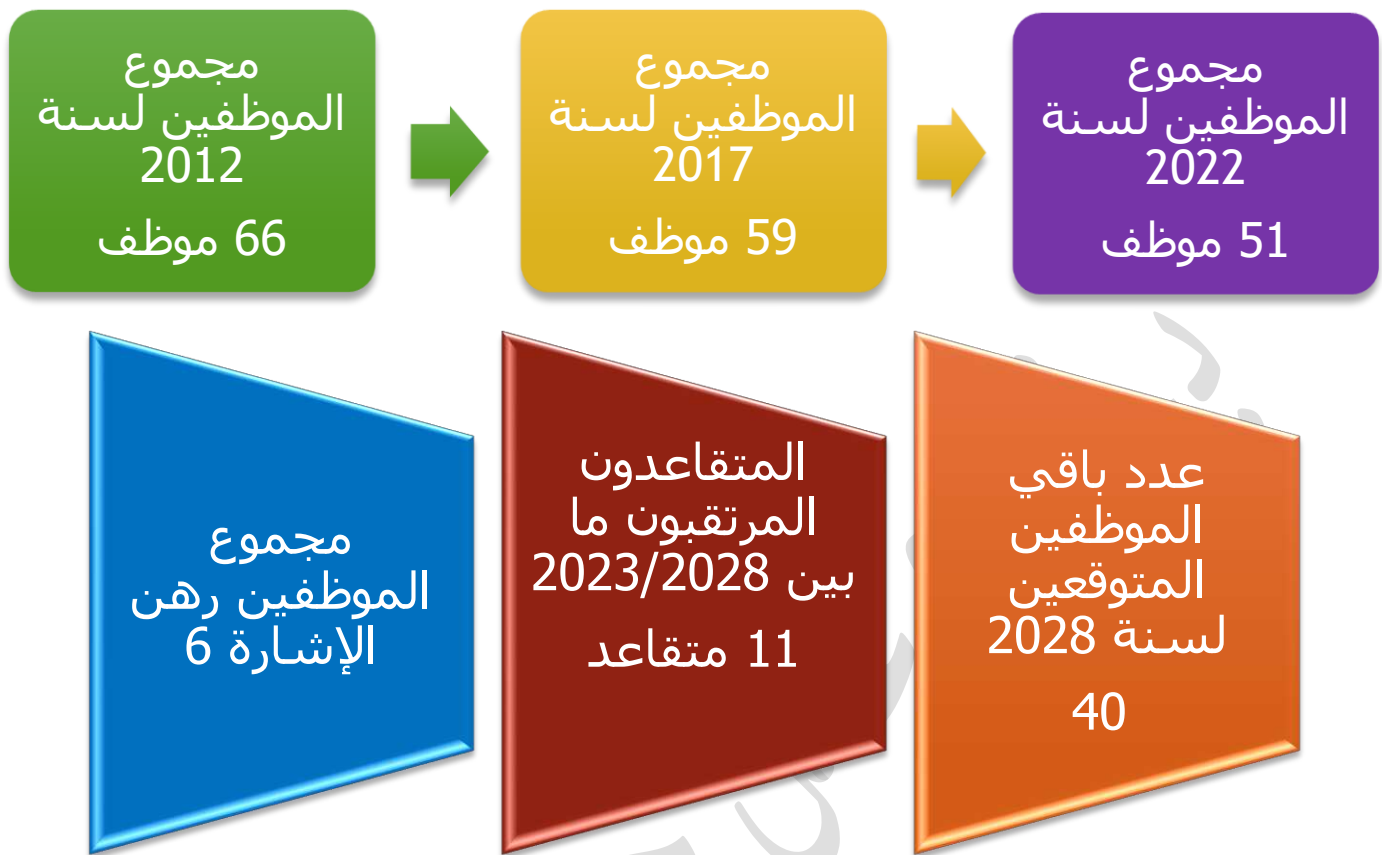 مجموع
الموظفين لسنة
2012
66 موظف
مجموع
الموظفين لسنة
2017
59 موظف
مجموع
الموظفين لسنة
2022
51 موظف
مجموع
الموظفين رهن
الإشارة 6
المتقاعدون
المرتقبون ما
بين 2023/2028
11 متقاعد
عدد باقي
الموظفين
المتوقعين
لسنة 2028
40